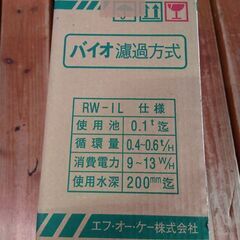 バイオ濾過方式
RW-1L 仕様
使用池 0.1t迄
循環量 0.4-0.6t/H
消費電力 9~13W/H
使用水深 200mm迄
エフ・オー・ケー株式会社